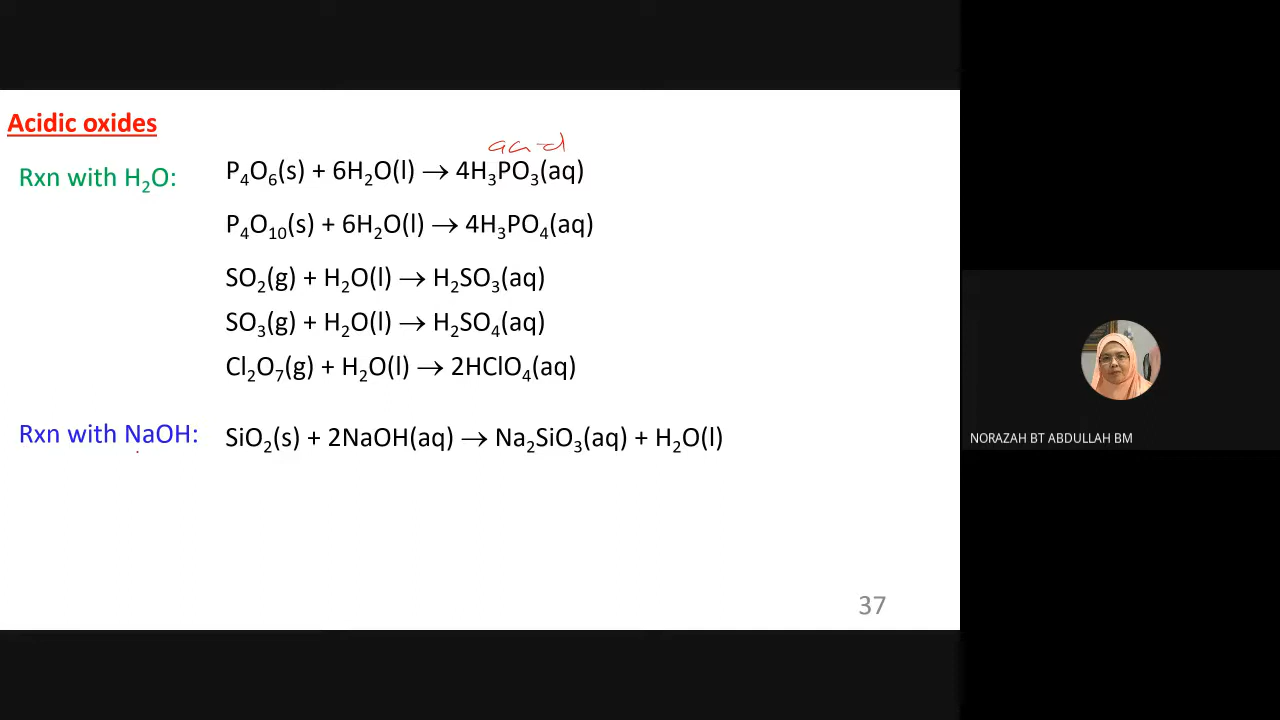 Acidic oxides
acid
Rxn with H₂O: P₄O₆(s) + 6H₂O(l) → 4H₃PO₃(aq)
P₄O₁₀(s) + 6H₂O(l) → 4H₃PO₄(aq)
SO₂(g) + H₂O(l) → H₂SO₃(aq)
SO₃(g) + H₂O(l) → H₂SO₄(aq)
Cl₂O₇(g) + H₂O(l) → 2HClO₄(aq)
Rxn with NaOH: SiO₂(s) + 2NaOH(aq) → Na₂SiO₃(aq) + H₂O(l)
37
NORAZAH BT ABDULLAH BM